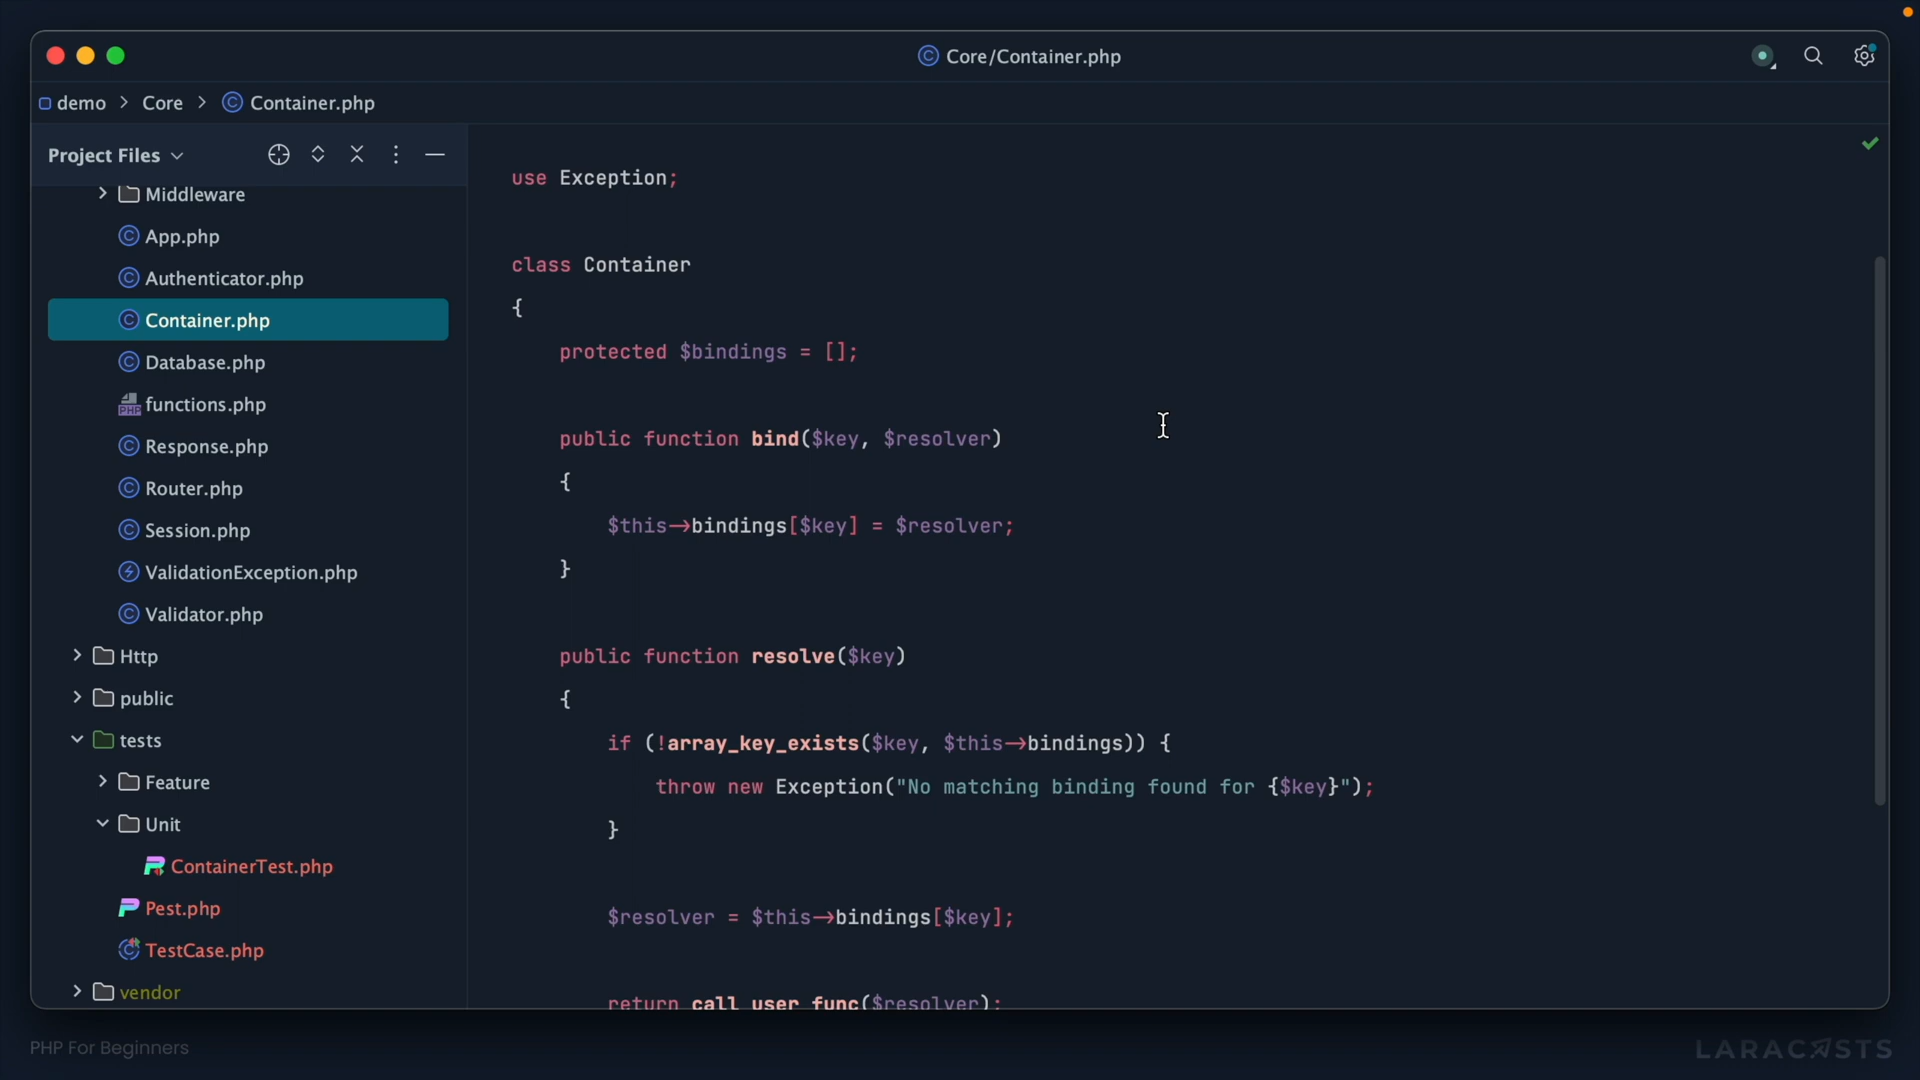 Core/Container.php
demo > Core > Container.php
Project Files
Middleware
App.php
Authenticator.php
Container.php
Database.php
functions.php
Response.php
Router.php
Session.php
ValidationException.php
Validator.php
Http
public
tests
Feature
Unit
ContainerTest.php
Pest.php
TestCase.php
vendor
use Exception;
class Container
{
protected $bindings = [];
public function bind($key, $resolver)
{
$this->bindings[$key] = $resolver;
}
public function resolve($key)
{
if (!array_key_exists($key, $this->bindings)) {
throw new Exception("No matching binding found for {$key}");
}
$resolver = $this->bindings[$key];
return call_user_func($resolver);
PHP For Beginners
LARACASTS